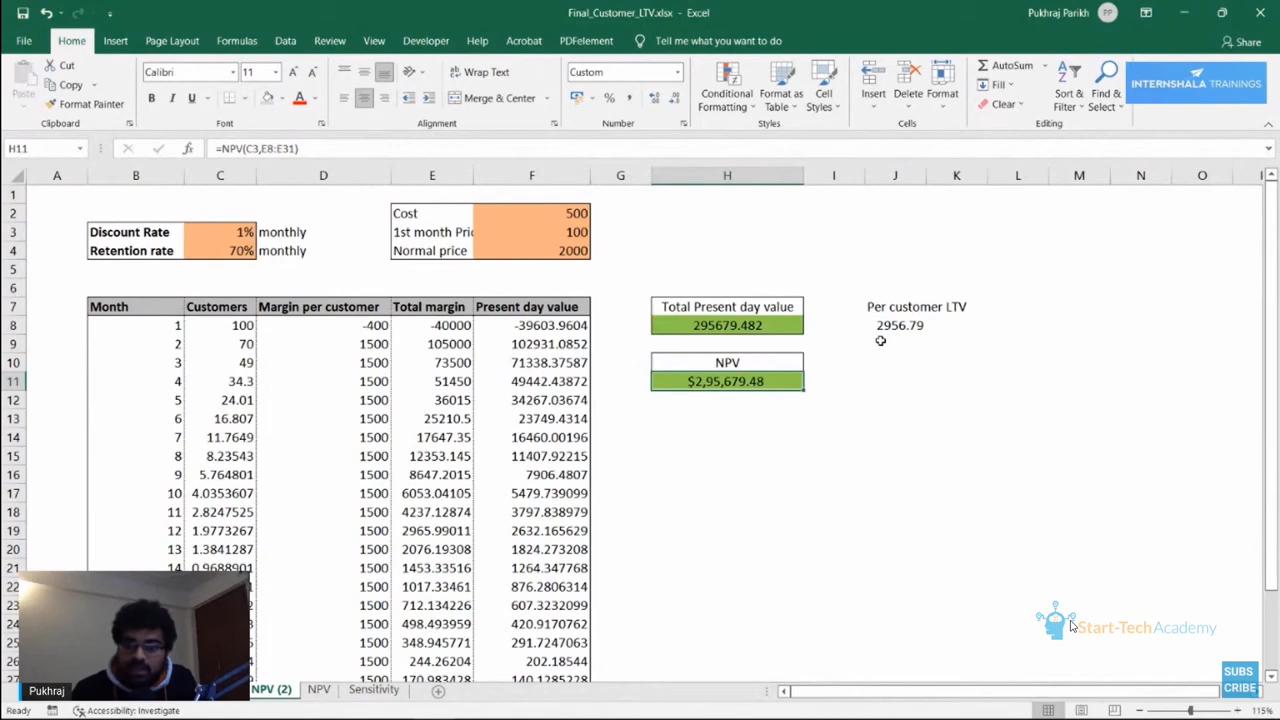 Final_Customer_LTV.xlsx - Excel
Pukhraj Parikh PP
File Home Insert Page Layout Formulas Data Review View Developer Help Acrobat PDFelement Tell me what you want to do Share
Paste Cut Copy Format Painter Clipboard
Calibri 11 B I U A Font
Wrap Text Merge & Center Alignment
Custom % Number
Conditional Formatting Format as Table Cell Styles Styles
Insert Delete Format Cells
AutoSum Fill Clear Sort & Filter Find & Select Editing
INTERNSHALA TRAININGS
H11 fx =NPV(C3,E8:E31)
A B C D E F G H I J K L M N O
1
2 Cost 500
3 Discount Rate 1% monthly 1st month Pric 100
4 Retention rate 70% monthly Normal price 2000
5
6
7 Month Customers Margin per customer Total margin Present day value Total Present day value Per customer LTV
8 1 100 -400 -40000 -39603.9604 295679.482 2956.79
9 2 70 1500 105000 102931.0852
10 3 49 1500 73500 71338.37587 NPV
11 4 34.3 1500 51450 49442.43872 $2,95,679.48
12 5 24.01 1500 36015 34267.03674
13 6 16.807 1500 25210.5 23749.4314
14 7 11.7649 1500 17647.35 16460.00196
15 8 8.23543 1500 12353.145 11407.92215
16 9 5.764801 1500 8647.2015 7906.4807
17 10 4.0353607 1500 6053.04105 5479.739099
18 11 2.8247525 1500 4237.12874 3797.838979
19 12 1.9773267 1500 2965.99011 2632.165629
20 13 1.3841287 1500 2076.19308 1824.273208
21 14 0.9688901 1500 1453.33516 1264.347768
22 1500 1017.33461 876.2806314
23 1500 712.134226 607.3232099
24 1500 498.493959 420.9170762
25 1500 348.945771 291.7247063
26 1500 244.26204 202.18544
27 1500 170.983428 140.1285731
Start-Tech Academy
SUBSCRIBE
Pukhraj
NPV (2) NPV Sensitivity
Ready Accessibility: Investigate 115%